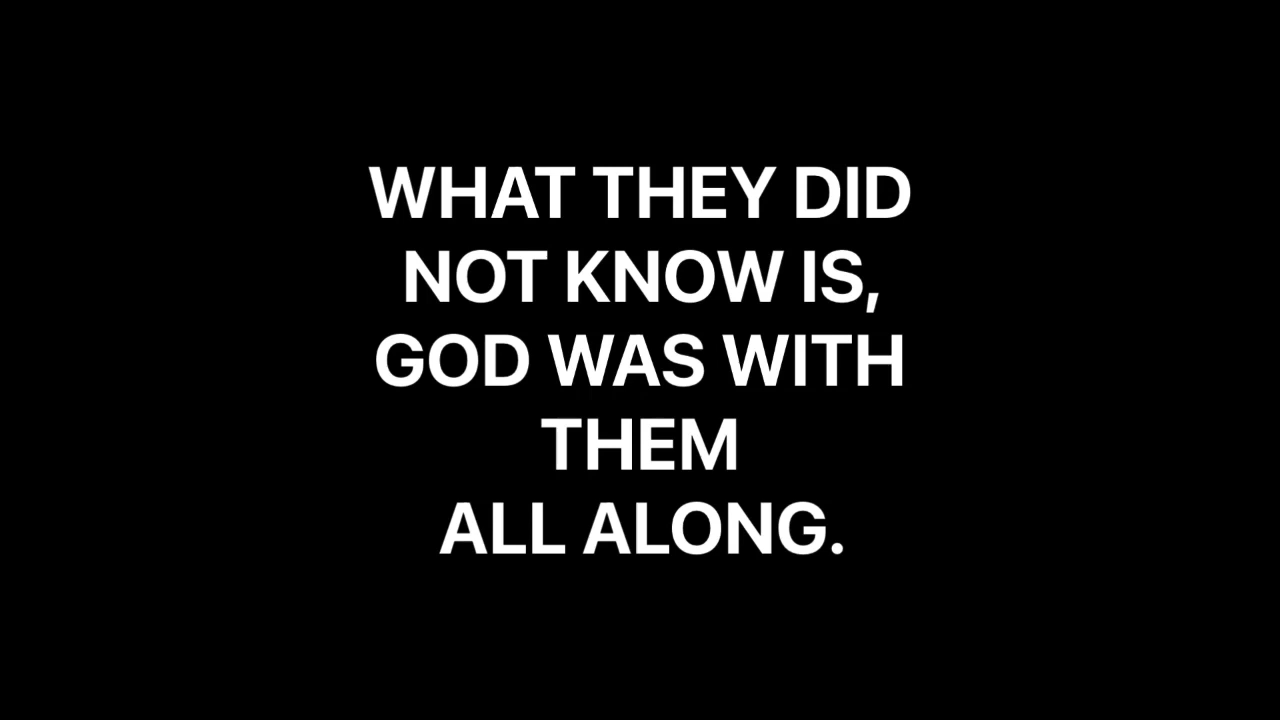 WHAT THEY DID
NOT KNOW IS,
GOD WAS WITH
THEM
ALL ALONG.